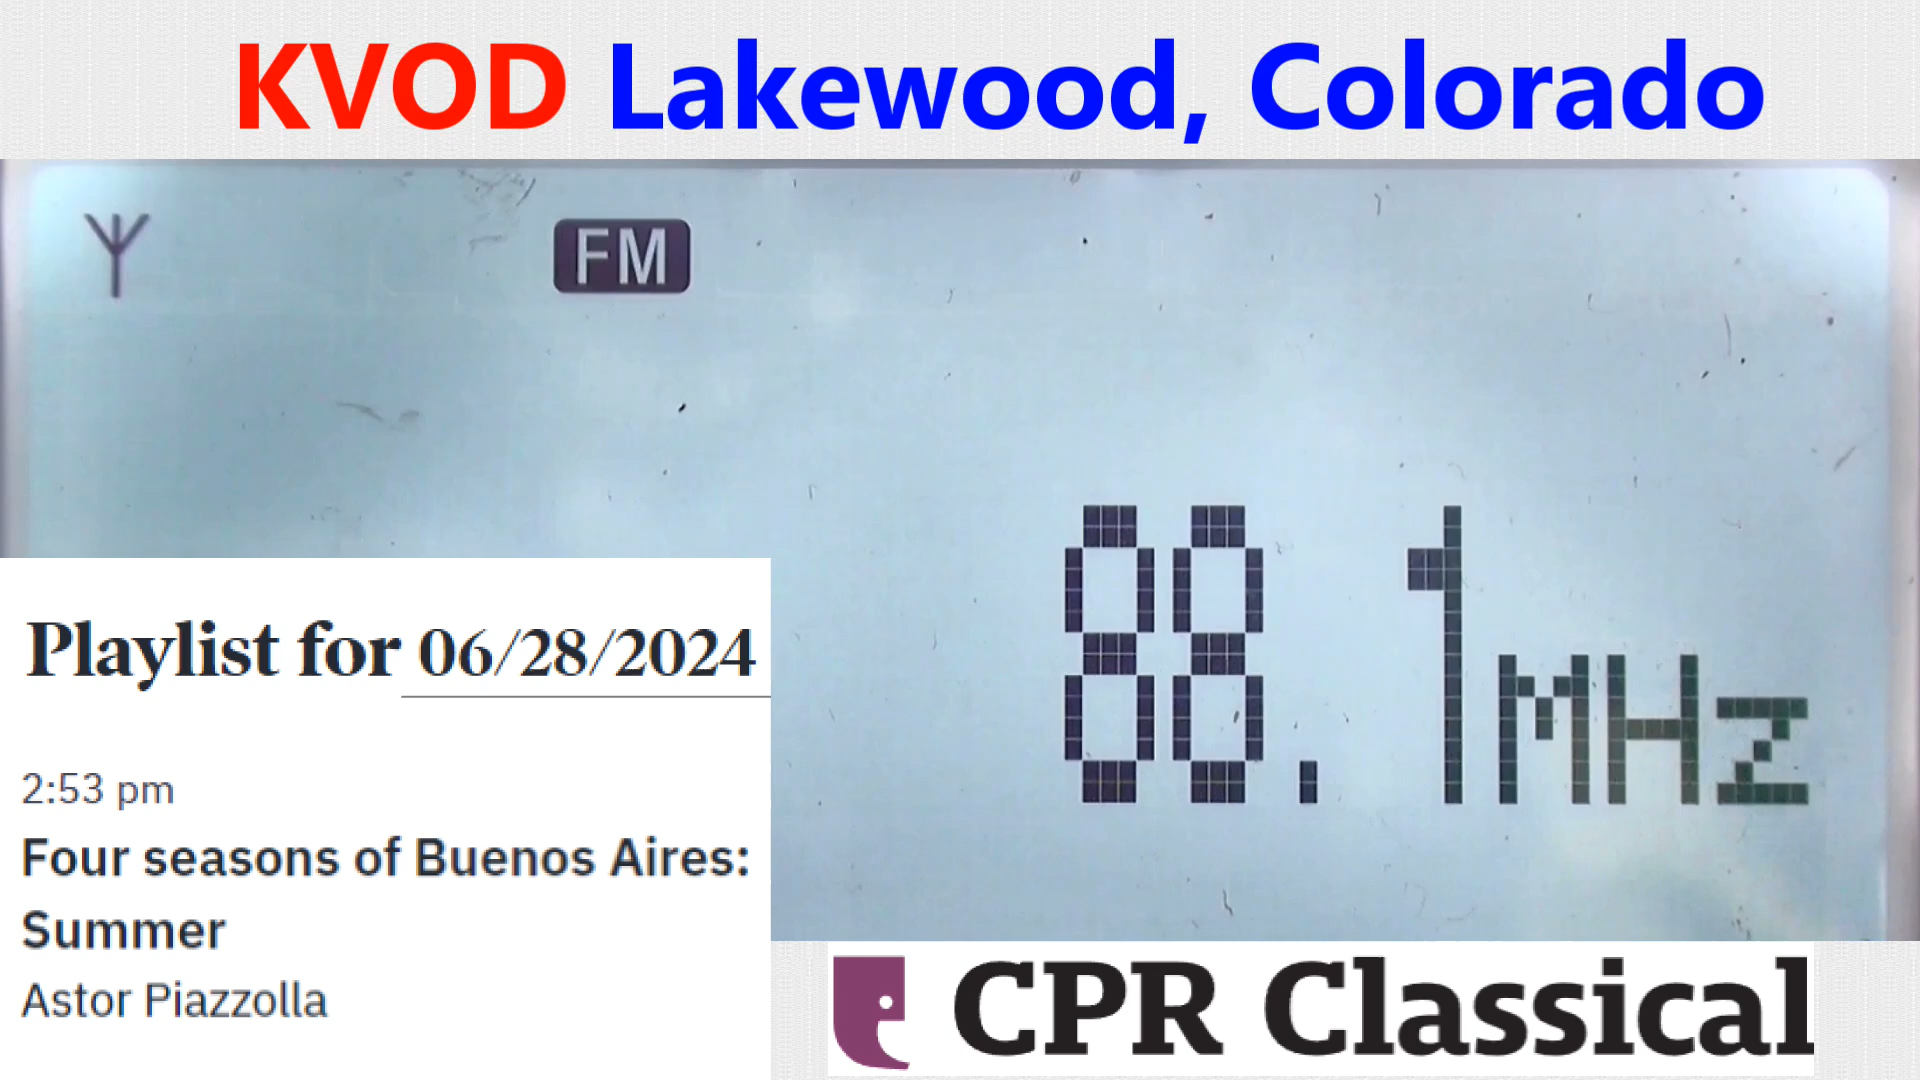 KVOD Lakewood, Colorado
FM
88.1MHz
Playlist for 06/28/2024
2:53 pm
Four seasons of Buenos Aires:
Summer
Astor Piazzolla
CPR Classical